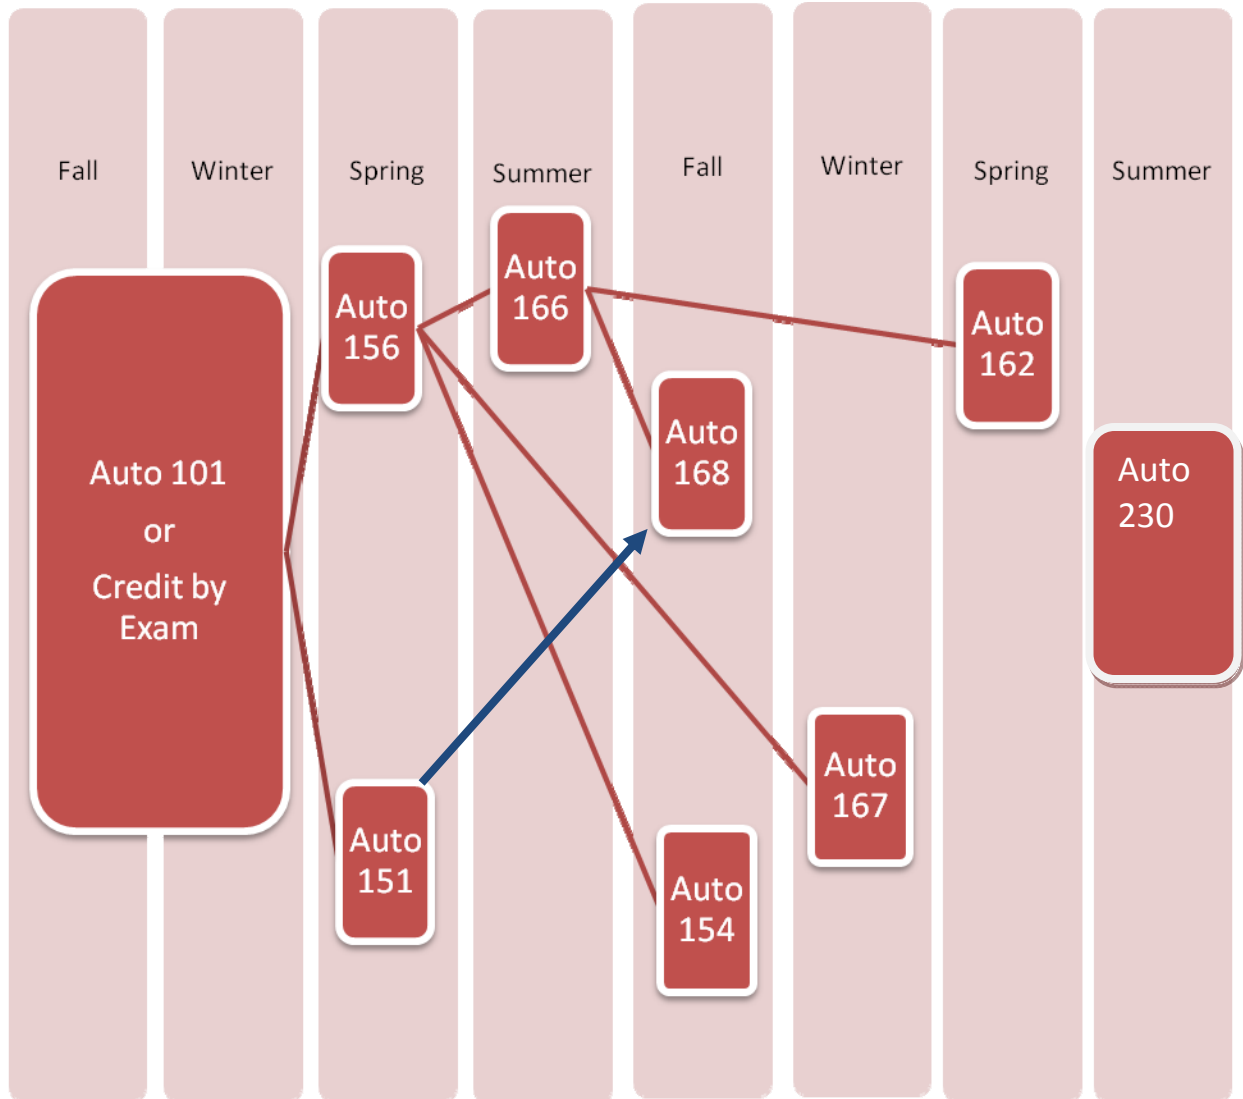 Fall
Winter
Spring
Summer
Fall
Winter
Spring
Summer
Auto
166
Auto
156
Auto
162
Auto
168
Auto 101
or
Credit by
Exam
Auto
230
Auto
167
Auto
151
Auto
154